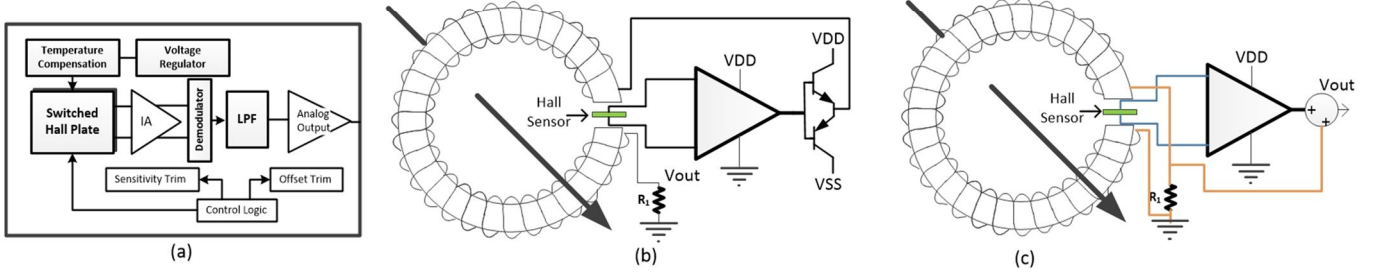 Temperature
Compensation
Voltage
Regulator
Switched
Hall Plate
IA
Demodulator
LPF
Analog
Output
Sensitivity Trim
Offset Trim
Control Logic
(a)
Hall
Sensor
VDD
VDD
VSS
Vout
R1
(b)
Hall
Sensor
VDD
Vout
+
+
R1
(c)